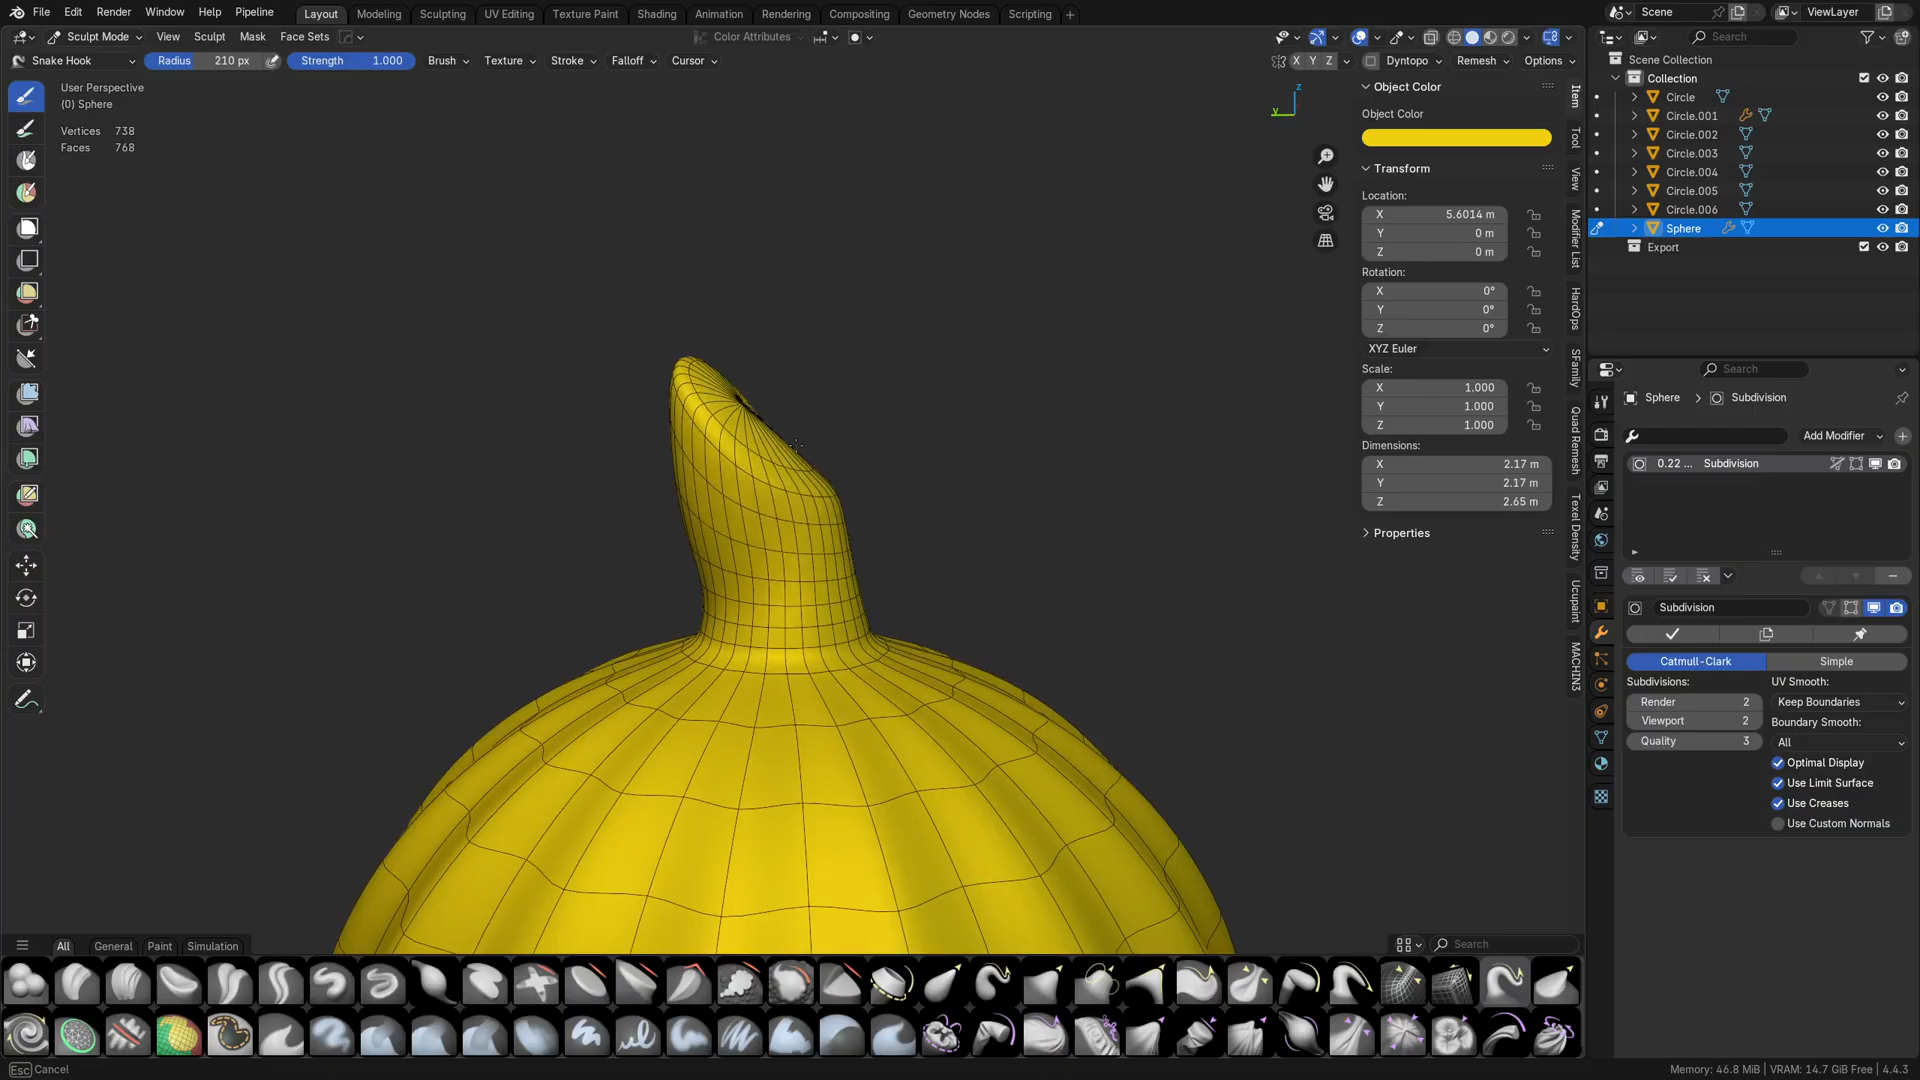 File Edit Render Window Help Pipeline Layout Modeling Sculpting UV Editing Texture Paint Shading Animation Rendering Compositing Geometry Nodes Scripting + Scene ViewLayer
Sculpt Mode View Sculpt Mask Face Sets Color Attributes Search
Snake Hook Radius 210 px Strength 1.000 Brush Texture Stroke Falloff Cursor X Y Z Dyntopo Remesh Options
User Perspective
(0) Sphere
Vertices 738
Faces 768
Z
Y
Object Color
Object Color
Transform
Location:
X 5.6014 m
Y 0 m
Z 0 m
Rotation:
X 0°
Y 0°
Z 0°
XYZ Euler
Scale:
X 1.000
Y 1.000
Z 1.000
Dimensions:
X 2.17 m
Y 2.17 m
Z 2.65 m
Properties
Item
Tool
View
Modifier List
HardOps
SFamily
Quad Remesh
Texel Density
Ucupaint
MACHIN3
Scene Collection
Collection
Circle
Circle.001
Circle.002
Circle.003
Circle.004
Circle.005
Circle.006
Sphere
Export
Search
Sphere > Subdivision
Add Modifier
0.22 ... Subdivision
Subdivision
Catmull-Clark Simple
Subdivisions: UV Smooth:
Render 2 Keep Boundaries
Viewport 2 Boundary Smooth:
Quality 3 All
Optimal Display
Use Limit Surface
Use Creases
Use Custom Normals
All General Paint Simulation Search
Esc Cancel Memory: 46.8 MiB | VRAM: 14.7 GiB Free | 4.4.3